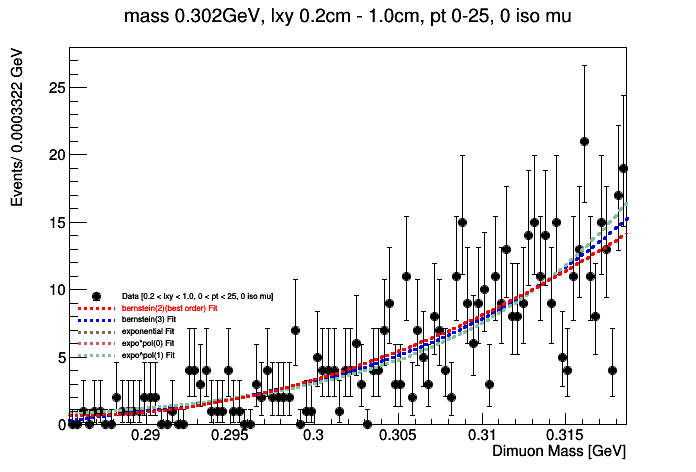 mass 0.302GeV, lxy 0.2cm - 1.0cm, pt 0-25, 0 iso mu
Events/ 0.0003322 GeV
25
20
15
10
5
0
Data [0.2 < lxy < 1.0, 0 < pt < 25, 0 iso mu]
bernstein(2)(best order) Fit
bernstein(3) Fit
exponential Fit
expo*pol(0) Fit
expo*pol(1) Fit
0.29 0.295 0.3 0.305 0.31 0.315
Dimuon Mass [GeV]